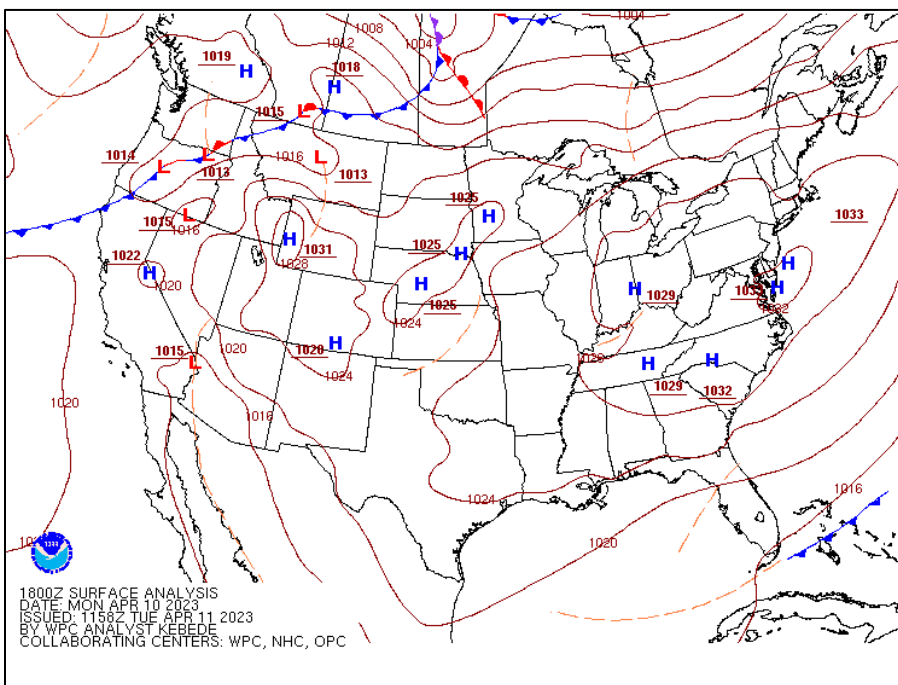 1008
1012
1004
1004
1019
H
1018
H
1015
L
1014
L
L
1013
1016
L
1013
1015
L
1016
1025
H
1033
H
1031
1028
1025
H
1022
H
1020
H
1025
1024
H
1029
H
1033
H
1032
1015
L
1020
1028
H
1024
1020
H
1029
H
1032
1020
1016
1024
1020
1016
1800Z SURFACE ANALYSIS
DATE: MON APR 10 2023
ISSUED: 1158Z TUE APR 11 2023
BY WPC ANALYST KEBEDE
COLLABORATING CENTERS: WPC, NHC, OPC